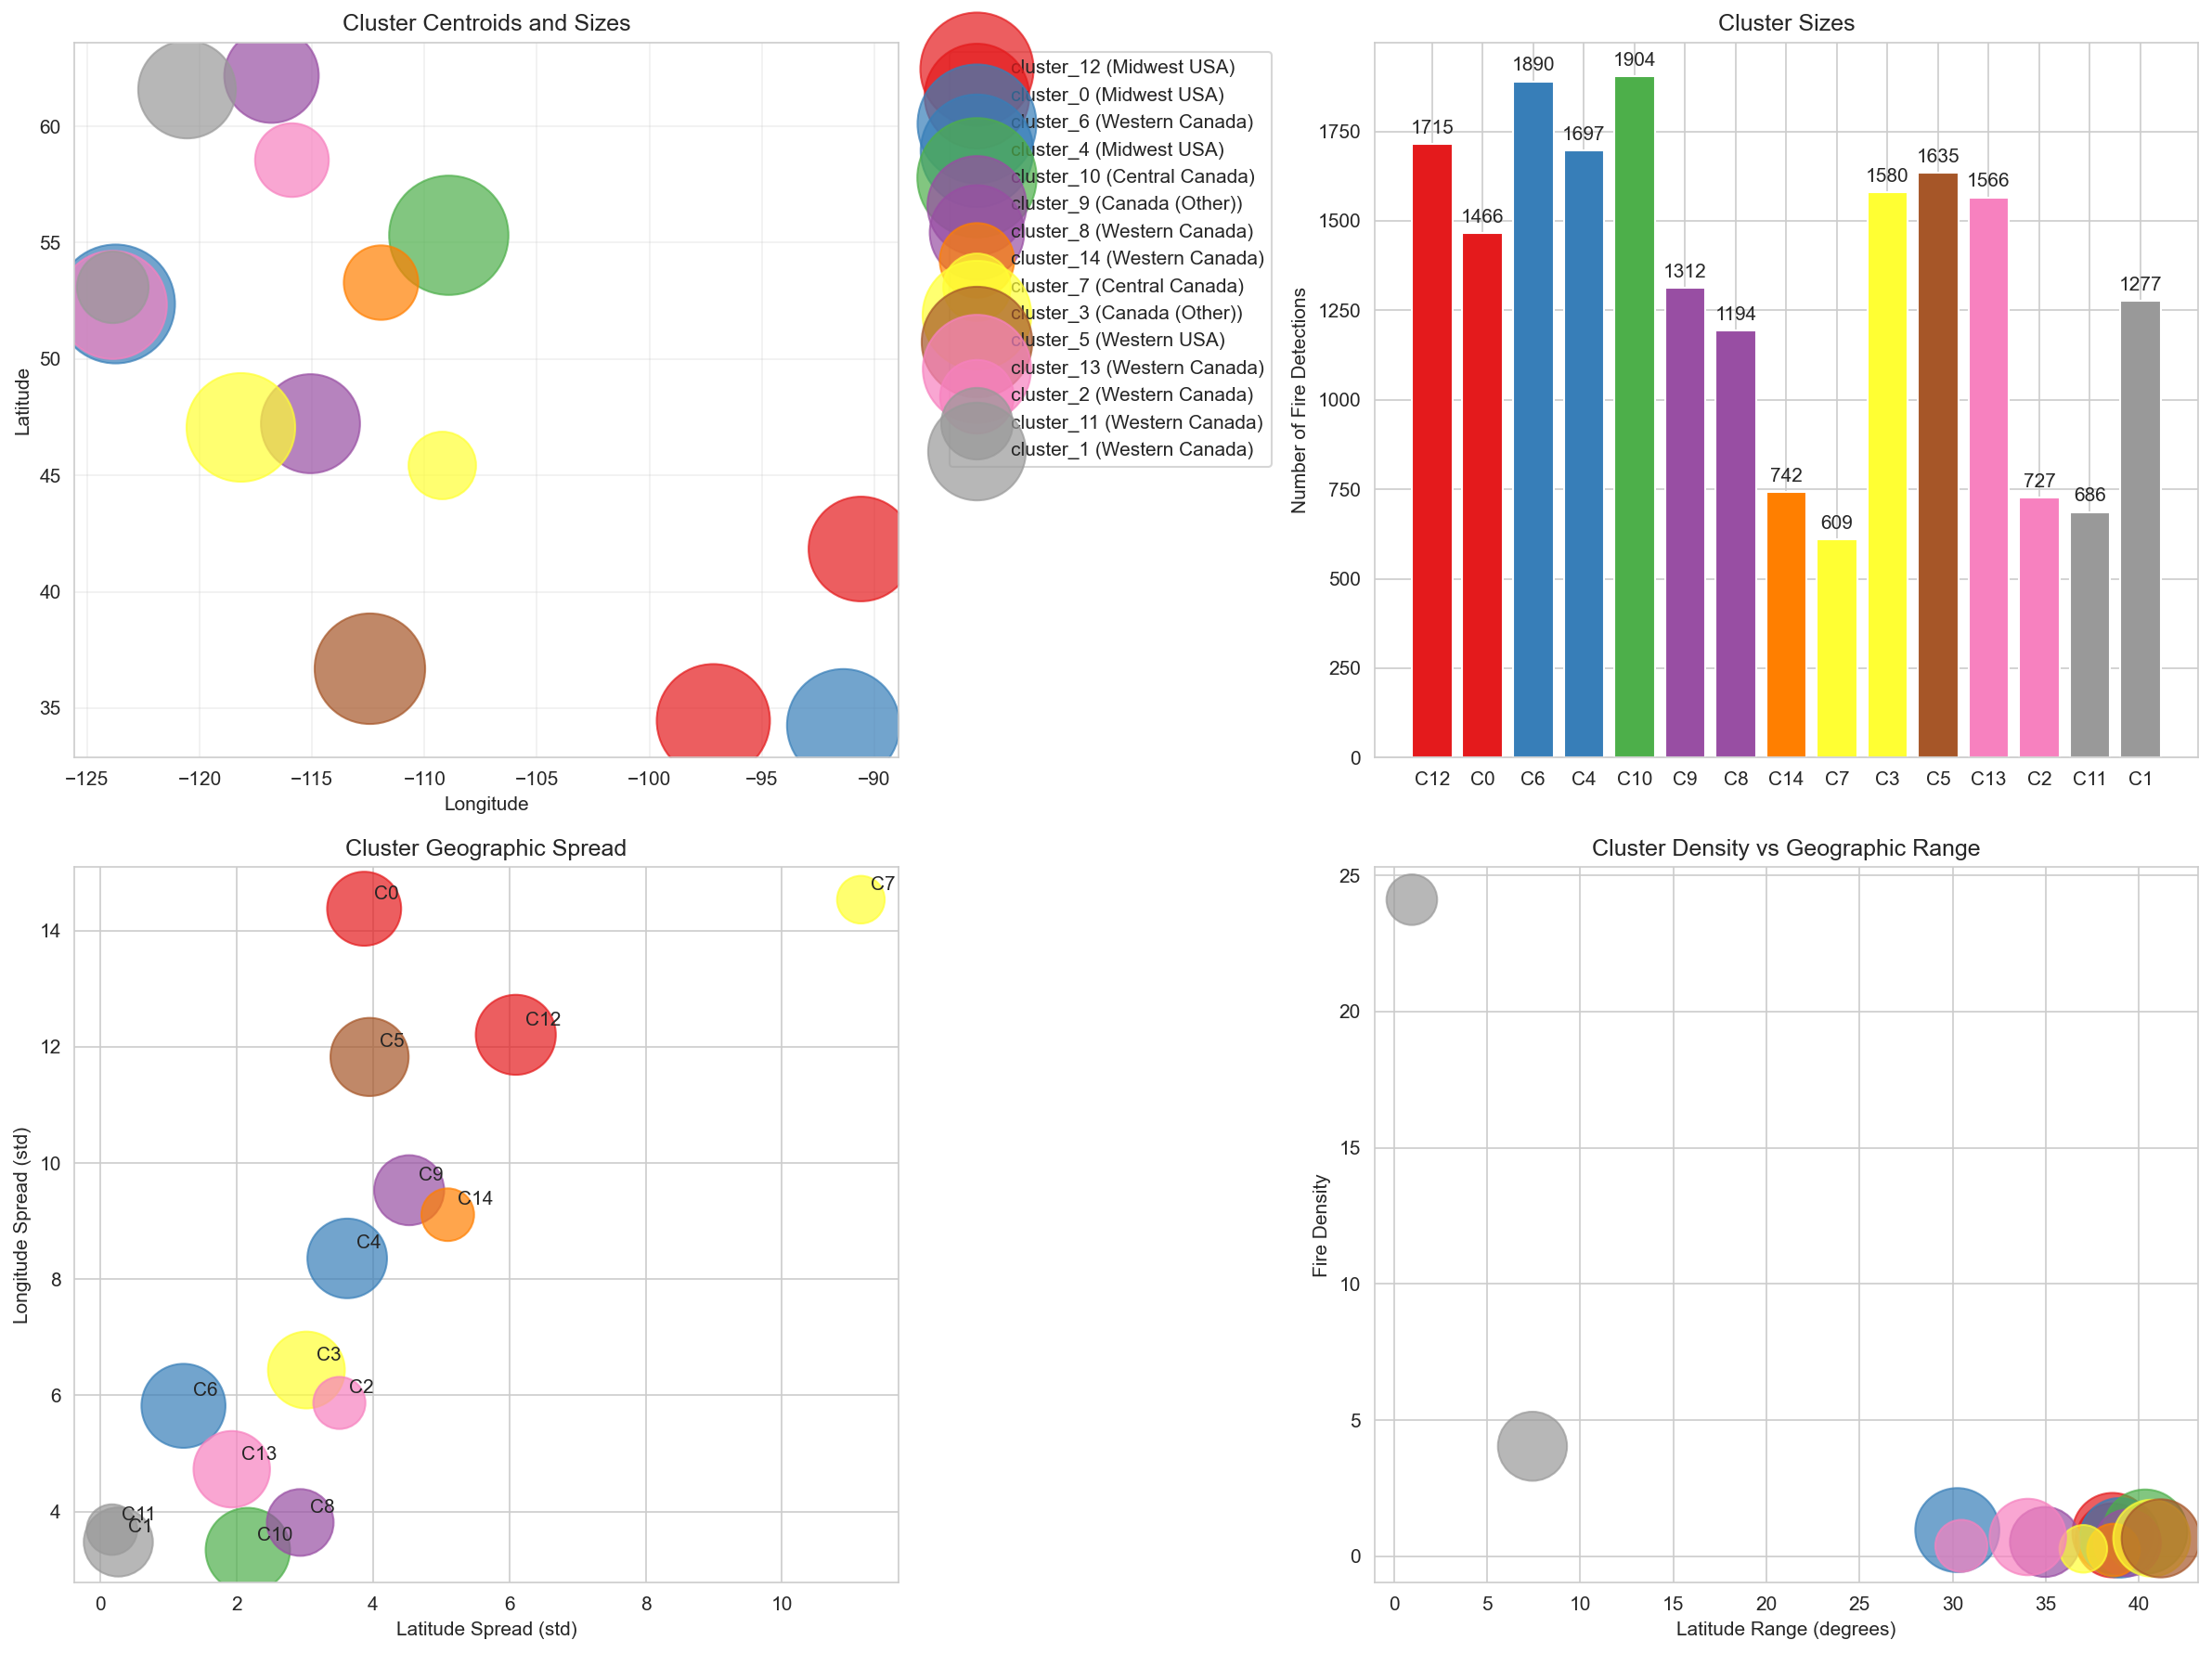 Cluster Centroids and Sizes
Latitude
60
55
50
45
40
35
−125
−120
−115
−110
−105
−100
−95
−90
Longitude
cluster_12 (Midwest USA)
cluster_0 (Midwest USA)
cluster_6 (Western Canada)
cluster_4 (Midwest USA)
cluster_10 (Central Canada)
cluster_9 (Canada (Other))
cluster_8 (Western Canada)
cluster_14 (Western Canada)
cluster_7 (Central Canada)
cluster_3 (Canada (Other))
cluster_5 (Western USA)
cluster_13 (Western Canada)
cluster_2 (Western Canada)
cluster_11 (Western Canada)
cluster_1 (Western Canada)
Cluster Sizes
Number of Fire Detections
1750
1500
1250
1000
750
500
250
0
1715
1466
1890
1697
1904
1312
1194
742
609
1580
1635
1566
727
686
1277
C12
C0
C6
C4
C10
C9
C8
C14
C7
C3
C5
C13
C2
C11
C1
Cluster Geographic Spread
Longitude Spread (std)
14
12
10
8
6
4
C0
C7
C12
C5
C9
C14
C4
C3
C2
C6
C13
C8
C11
C1
C10
0
2
4
6
8
10
Latitude Spread (std)
Cluster Density vs Geographic Range
Fire Density
25
20
15
10
5
0
0
5
10
15
20
25
30
35
40
Latitude Range (degrees)